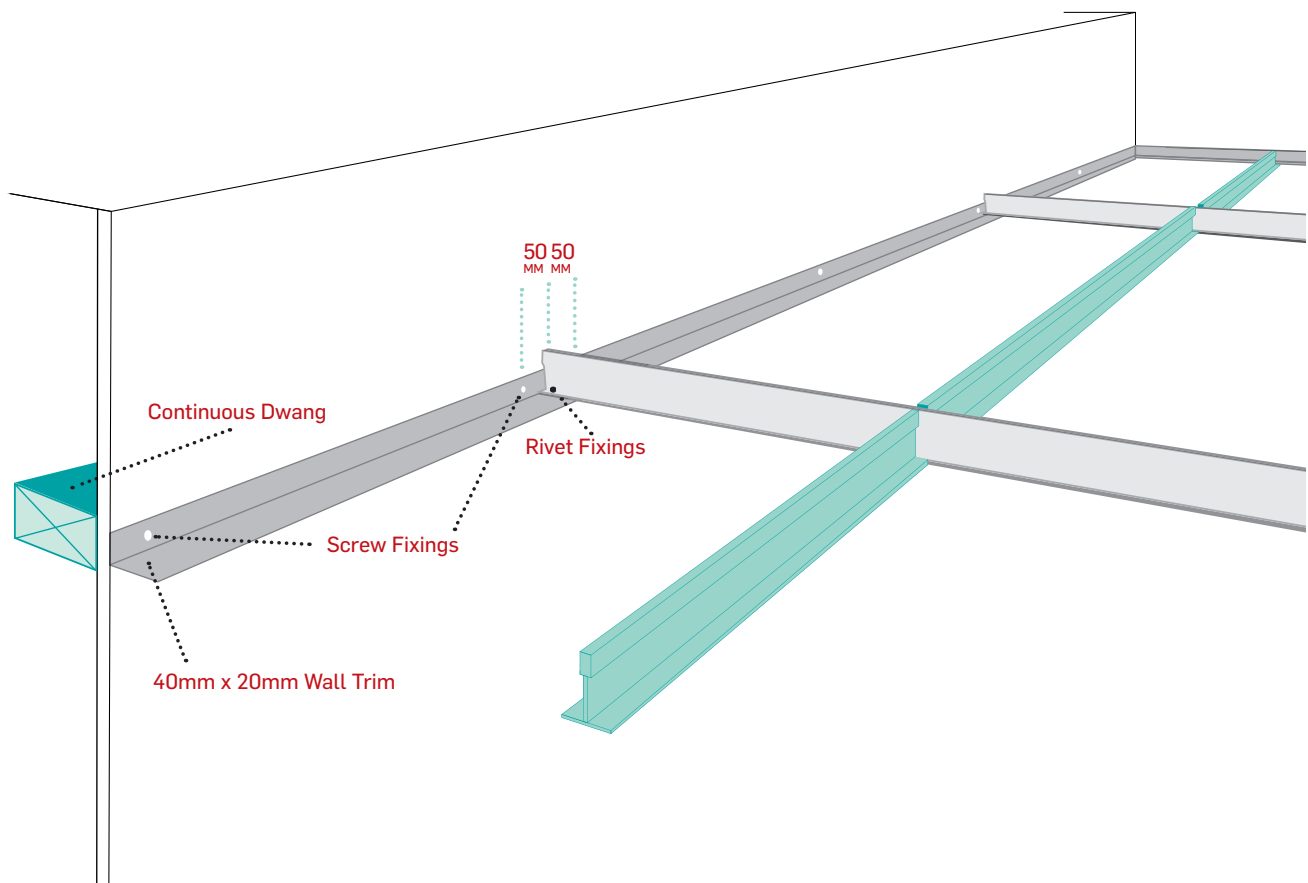 50 50
MM MM
Continuous Dwang
Rivet Fixings
Screw Fixings
40mm x 20mm Wall Trim